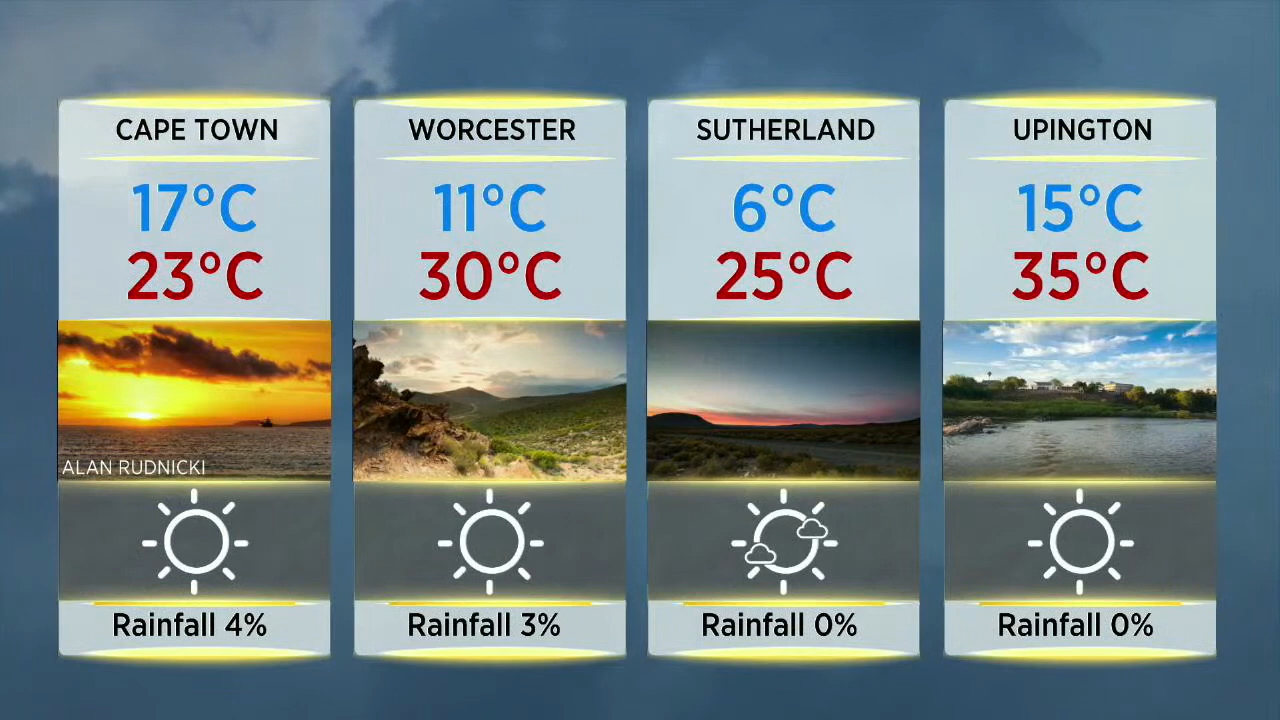 CAPE TOWN
17°C
23°C
ALAN RUDNICKI
Rainfall 4%
WORCESTER
11°C
30°C
Rainfall 3%
SUTHERLAND
6°C
25°C
Rainfall 0%
UPINGTON
15°C
35°C
Rainfall 0%